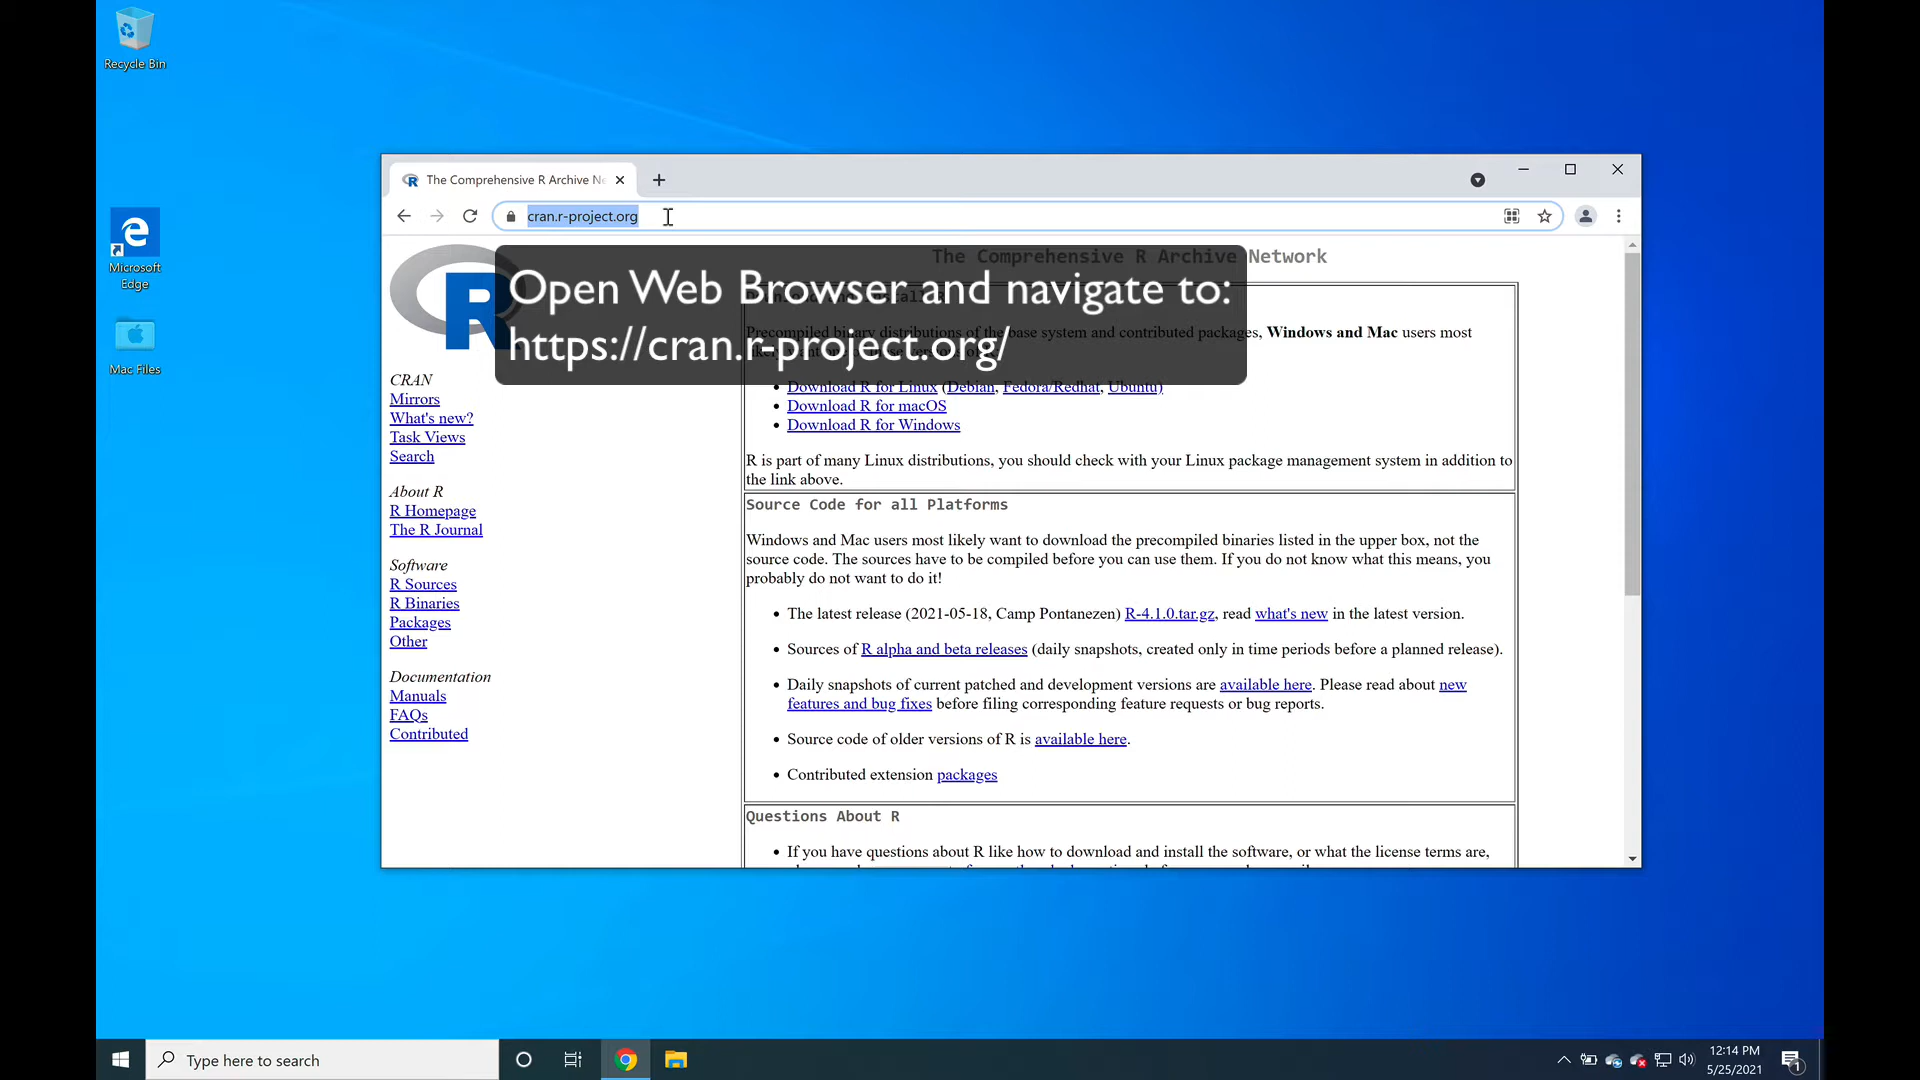 Recycle Bin
Microsoft
Edge
Mac Files
The Comprehensive R Archive Ne
cran.r-project.org
The Comprehensive R Archive Network
Open Web Browser and navigate to:
https://cran.r-project.org/
R
CRAN
Mirrors
What's new?
Task Views
Search
About R
R Homepage
The R Journal
Software
R Sources
R Binaries
Packages
Other
Documentation
Manuals
FAQs
Contributed
Precompiled binary distributions of the base system and contributed packages, Windows and Mac users most
Download R for Linux (Debian, Fedora/Redhat, Ubuntu)
Download R for macOS
Download R for Windows
R is part of many Linux distributions, you should check with your Linux package management system in addition to
the link above.
Source Code for all Platforms
Windows and Mac users most likely want to download the precompiled binaries listed in the upper box, not the
source code. The sources have to be compiled before you can use them. If you do not know what this means, you
probably do not want to do it!
The latest release (2021-05-18, Camp Pontanezen) R-4.1.0.tar.gz, read what's new in the latest version.
Sources of R alpha and beta releases (daily snapshots, created only in time periods before a planned release).
Daily snapshots of current patched and development versions are available here. Please read about new
features and bug fixes before filing corresponding feature requests or bug reports.
Source code of older versions of R is available here.
Contributed extension packages
Questions About R
If you have questions about R like how to download and install the software, or what the license terms are,
Type here to search
12:14 PM
5/25/2021
1